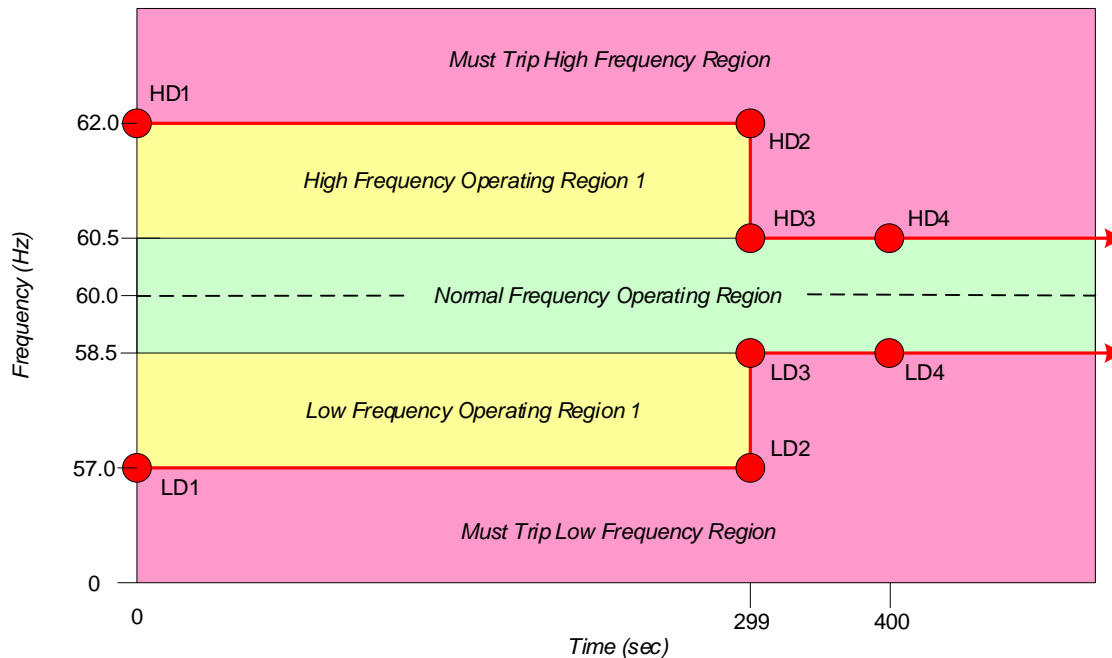 Must Trip High Frequency Region
HD1
62.0
HD2
High Frequency Operating Region 1
HD3
HD4
60.5
60.0
Normal Frequency Operating Region
Frequency (Hz)
58.5
LD3
LD4
Low Frequency Operating Region 1
LD2
57.0
LD1
Must Trip Low Frequency Region
0
0
299
400
Time (sec)